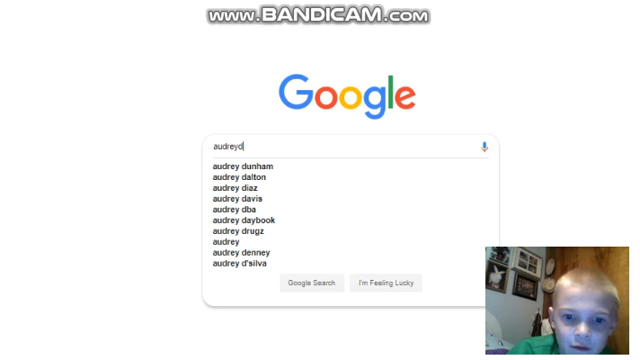 www.BANDICAM.com
Google
audreyd
audrey dunham
audrey dalton
audrey diaz
audrey davis
audrey dba
audrey daybook
audrey drugz
audrey
audrey denney
audrey d'silva
Google Search
I'm Feeling Lucky